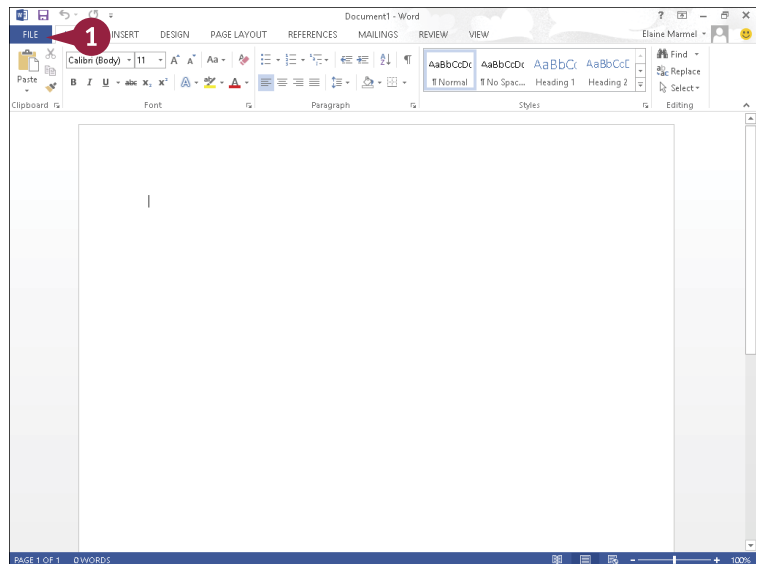 Document1 - Word
FILE INSERT DESIGN PAGE LAYOUT REFERENCES MAILINGS REVIEW VIEW Elaine Marmel
1
Calibri (Body) 11 A A Aa ¶ AaBbCcDc AaBbCcDc AaBbCc AaBbCcD Find
Replace
Paste B I U abc x, x² A A ¶ Normal ¶ No Spac... Heading 1 Heading 2 Select
Clipboard Font Paragraph Styles Editing
PAGE 1 OF 1 0 WORDS 100%